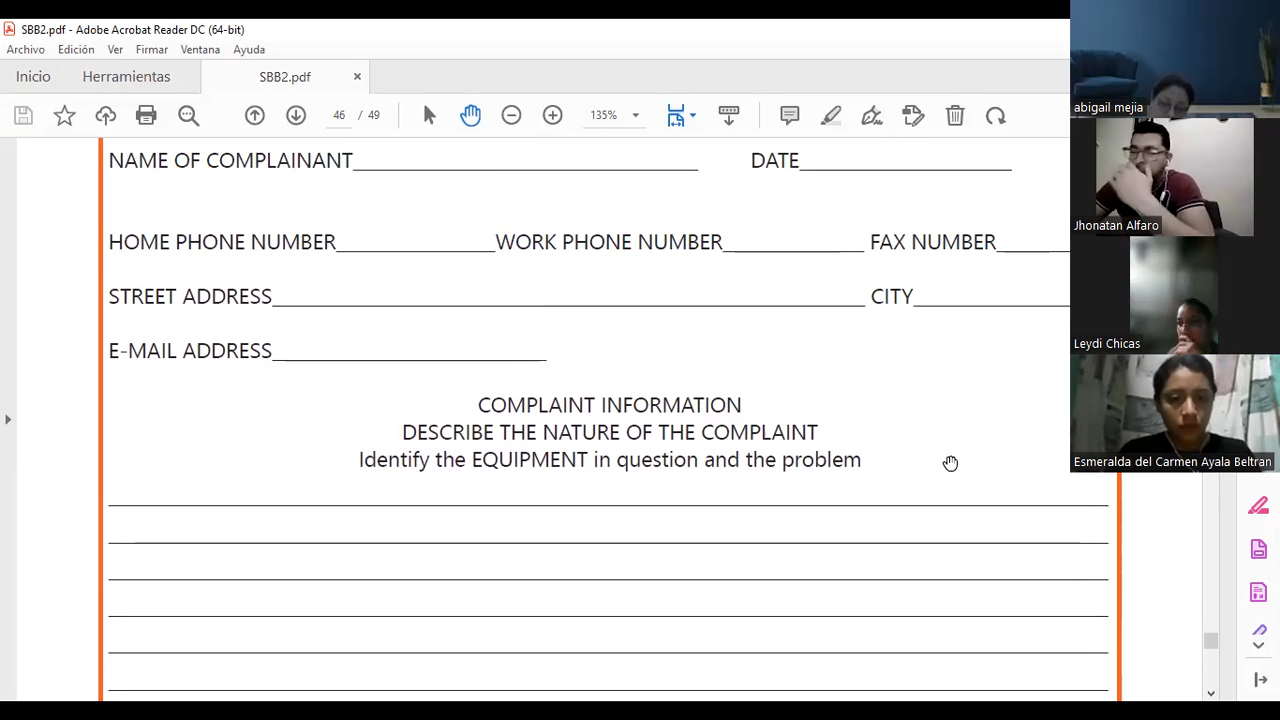 SBB2.pdf - Adobe Acrobat Reader DC (64-bit)
Archivo Edición Ver Firmar Ventana Ayuda
Inicio Herramientas SBB2.pdf
46 / 49 135%
NAME OF COMPLAINANT DATE
HOME PHONE NUMBER WORK PHONE NUMBER FAX NUMBER
STREET ADDRESS CITY
E-MAIL ADDRESS
COMPLAINT INFORMATION
DESCRIBE THE NATURE OF THE COMPLAINT
Identify the EQUIPMENT in question and the problem
abigail mejia
Jhonatan Alfaro
Leydi Chicas
Esmeralda del Carmen Ayala Beltran